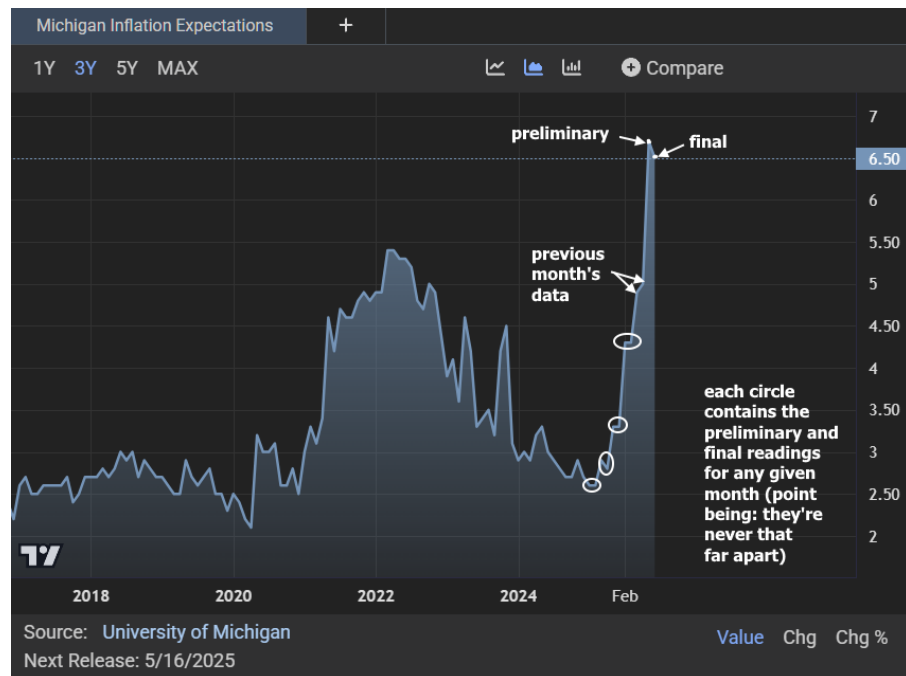 Michigan Inflation Expectations
+
1Y 3Y 5Y MAX
Compare
7
preliminary
final
6.50
6
5.50
previous
month's
data
5
4.50
4
each circle
contains the
preliminary and
final readings
for any given
month (point
being: they're
never that
far apart)
3.50
3
2.50
2
2018 2020 2022 2024 Feb
Source: University of Michigan
Value Chg Chg %
Next Release: 5/16/2025